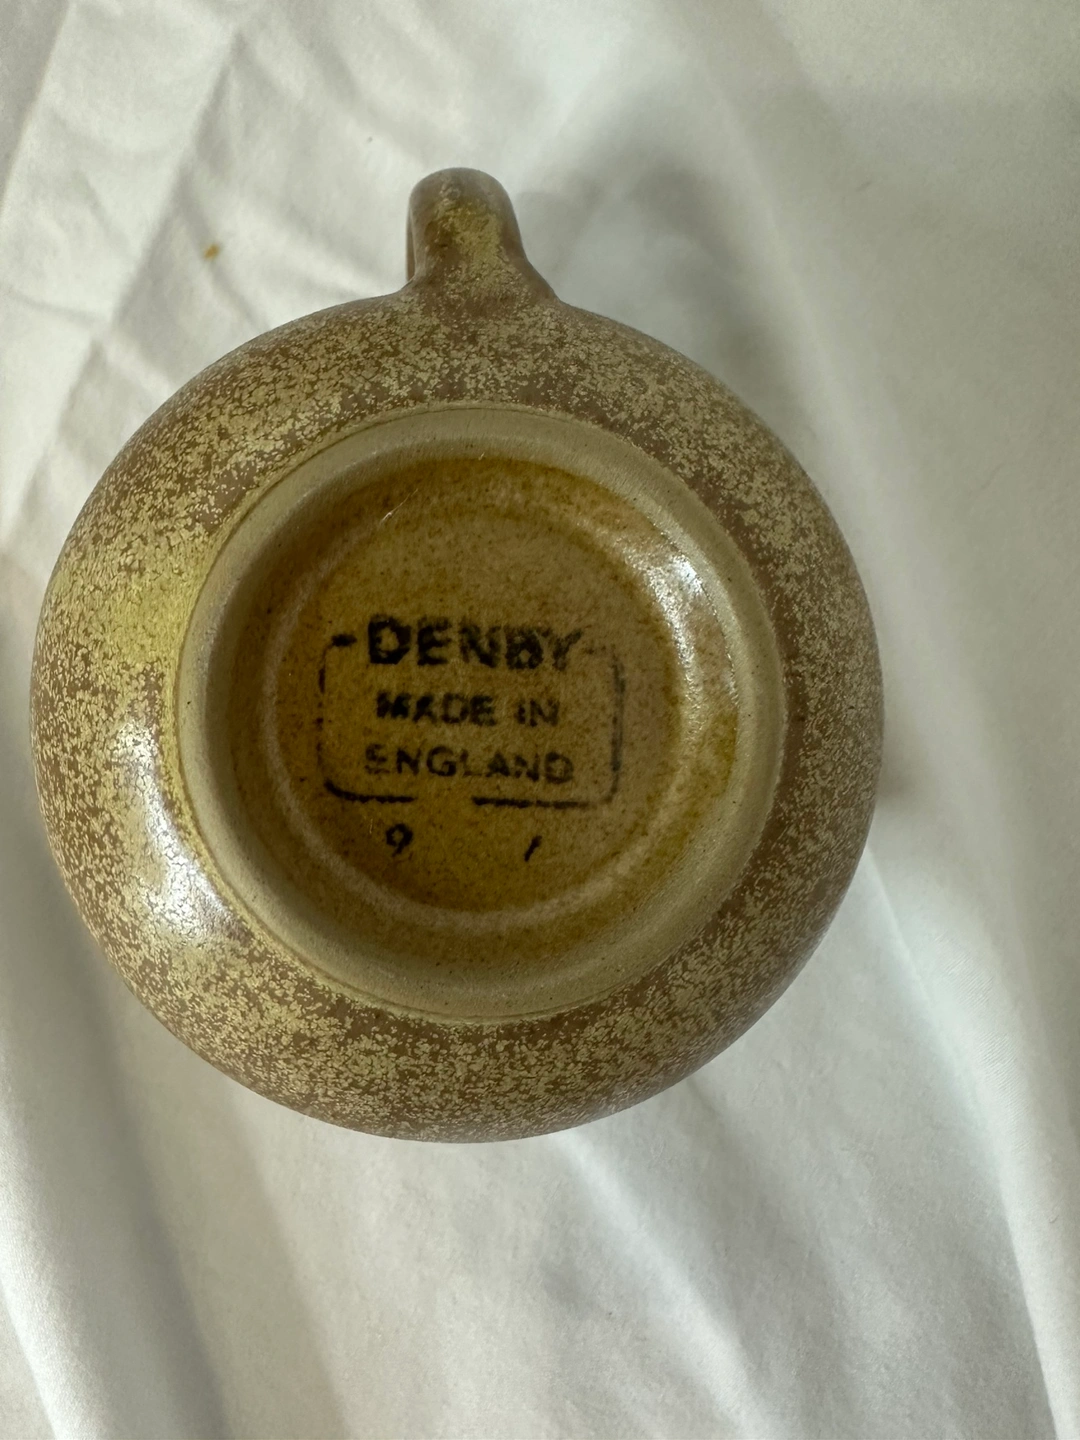 -DENBY-
MADE IN
ENGLAND
9 /